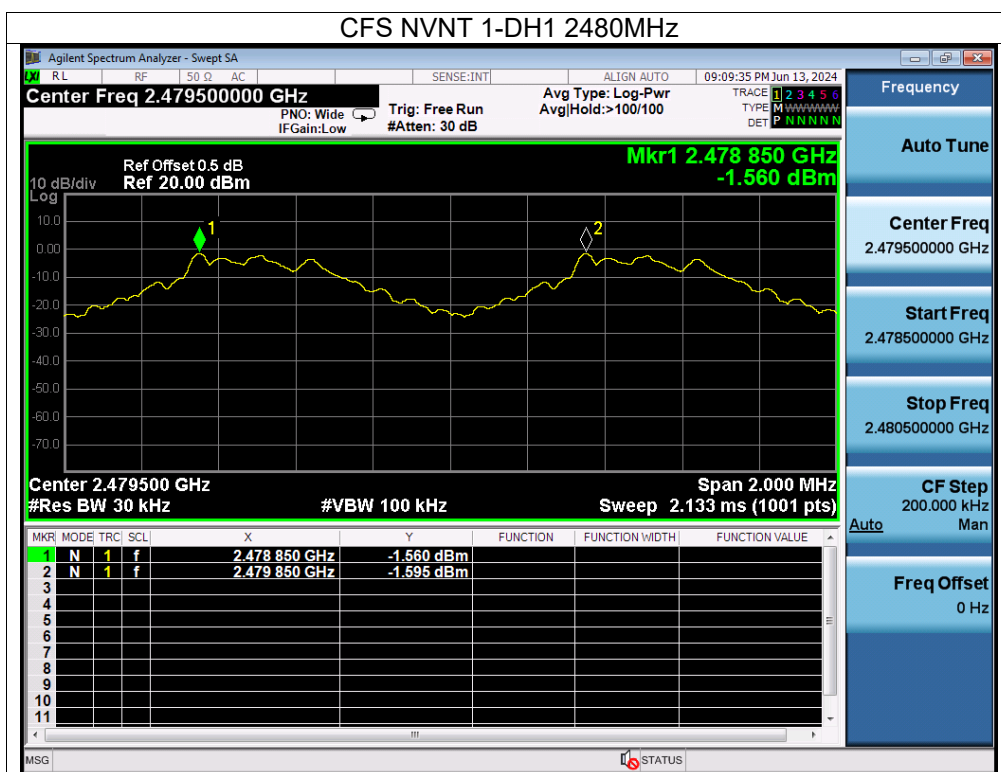 CFS NVNT 1-DH1 2480MHz
Agilent Spectrum Analyzer - Swept SA
LXI RL RF 50 Ω AC SENSE:INT ALIGN AUTO 09:09:35 PM Jun 13, 2024
Center Freq 2.479500000 GHz
PNO: Wide
IFGain:Low
Trig: Free Run
#Atten: 30 dB
Avg Type: Log-Pwr
Avg|Hold:>100/100
TRACE 1 2 3 4 5 6
TYPE M WWWWW
DET P N N N N N
Mkr1 2.478 850 GHz
-1.560 dBm
Ref Offset 0.5 dB
10 dB/div Ref 20.00 dBm
Log
10.0
0.00
-10.0
-20.0
-30.0
-40.0
-50.0
-60.0
-70.0
1
2
Center 2.479500 GHz Span 2.000 MHz
#Res BW 30 kHz #VBW 100 kHz Sweep 2.133 ms (1001 pts)
MKR MODE TRC SCL X Y FUNCTION FUNCTION WIDTH FUNCTION VALUE
1 N 1 f 2.478 850 GHz -1.560 dBm
2 N 1 f 2.479 850 GHz -1.595 dBm
3
4
5
6
7
8
9
10
11
MSG STATUS
Frequency
Auto Tune
Center Freq
2.479500000 GHz
Start Freq
2.478500000 GHz
Stop Freq
2.480500000 GHz
CF Step
200.000 kHz
Auto Man
Freq Offset
0 Hz